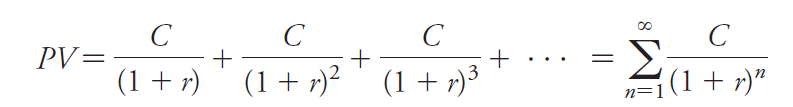 PV = C/(1 + r) + C/(1 + r)² + C/(1 + r)³ + · · · = ∑_{n=1}^{∞} C/(1 + r)ⁿ